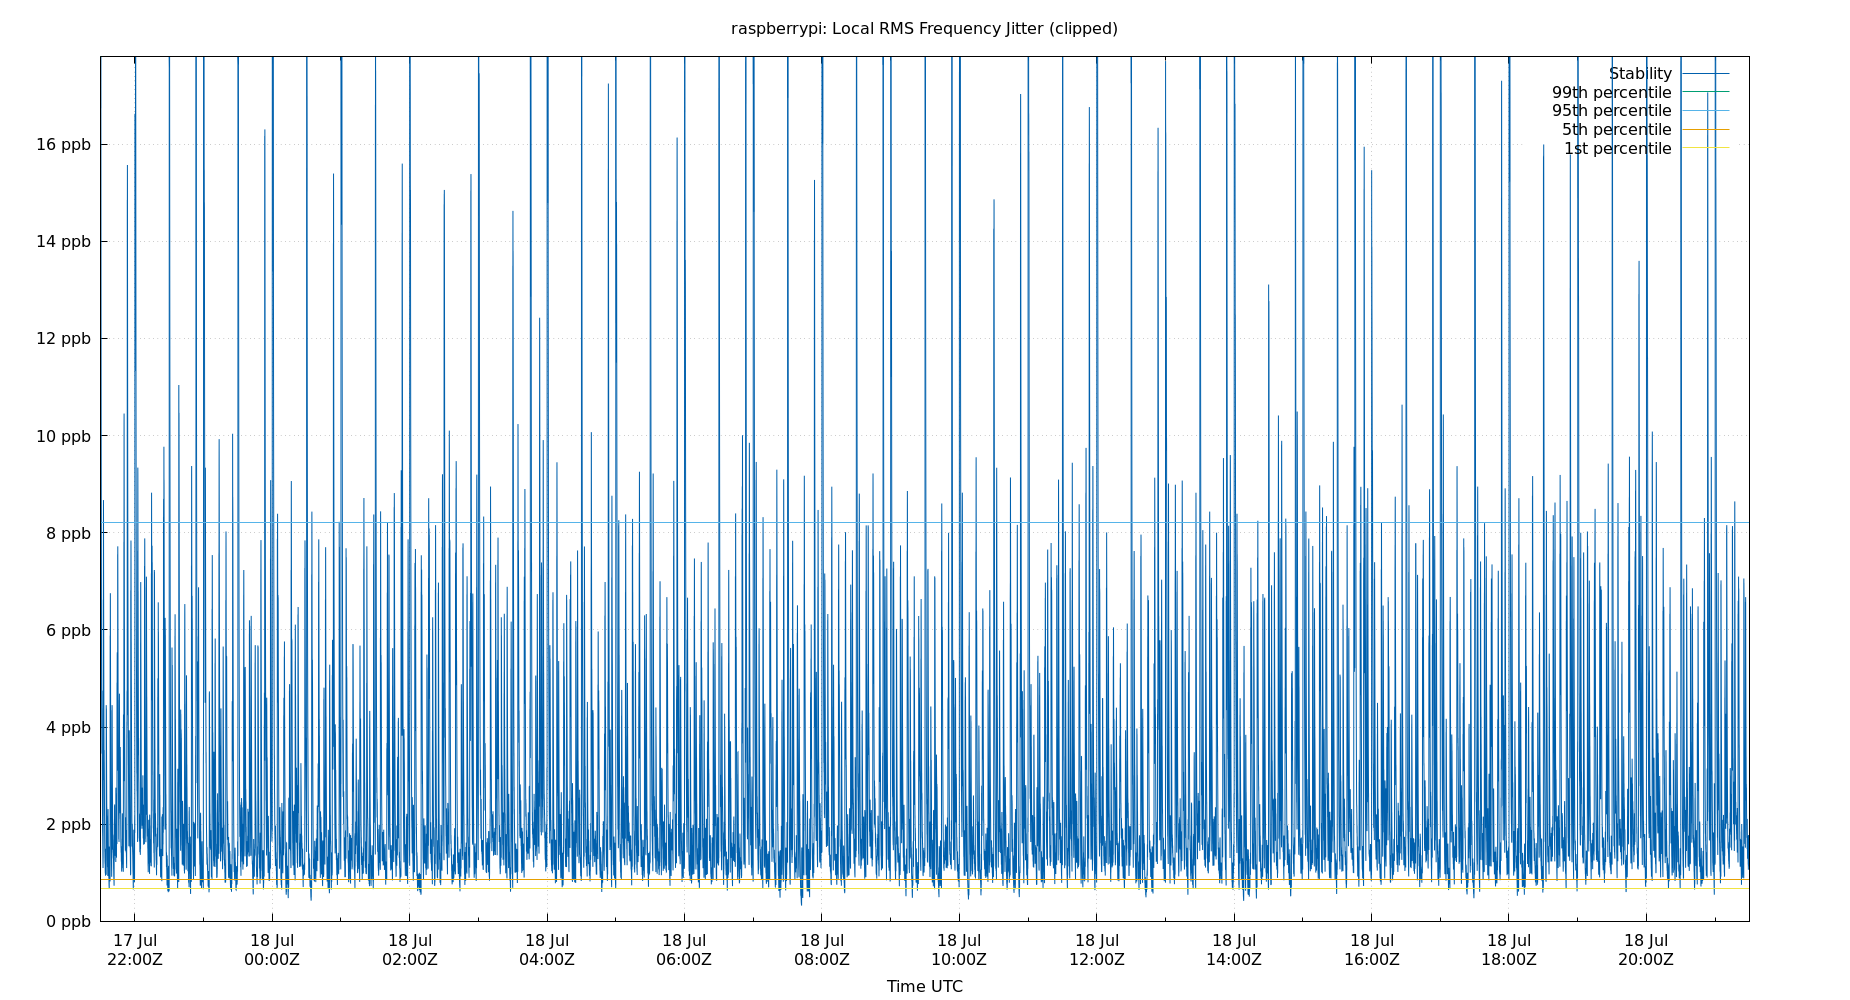 raspberrypi: Local RMS Frequency Jitter (clipped)
Stability
99th percentile
95th percentile
5th percentile
1st percentile
16 ppb
14 ppb
12 ppb
10 ppb
8 ppb
6 ppb
4 ppb
2 ppb
0 ppb
17 Jul 18 Jul 18 Jul 18 Jul 18 Jul 18 Jul 18 Jul 18 Jul 18 Jul 18 Jul 18 Jul 18 Jul
22:00Z 00:00Z 02:00Z 04:00Z 06:00Z 08:00Z 10:00Z 12:00Z 14:00Z 16:00Z 18:00Z 20:00Z
Time UTC